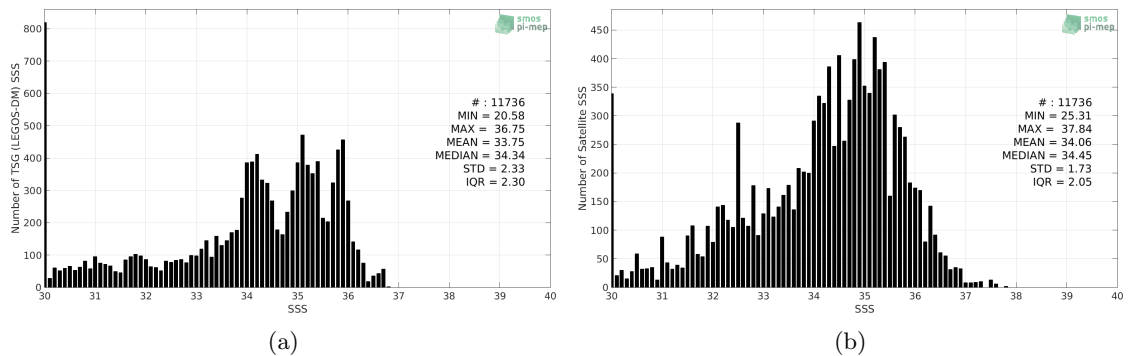 smos
pi-mep
Number of TSG (LEGOS-DM) SSS
800
700
600
500
400
300
200
100
0
# : 11736
MIN = 20.58
MAX = 36.75
MEAN = 33.75
MEDIAN = 34.34
STD = 2.33
IQR = 2.30
30 31 32 33 34 35 36 37 38 39 40
SSS
(a)
smos
pi-mep
Number of Satellite SSS
450
400
350
300
250
200
150
100
50
0
# : 11736
MIN = 25.31
MAX = 37.84
MEAN = 34.06
MEDIAN = 34.45
STD = 1.73
IQR = 2.05
30 31 32 33 34 35 36 37 38 39 40
SSS
(b)